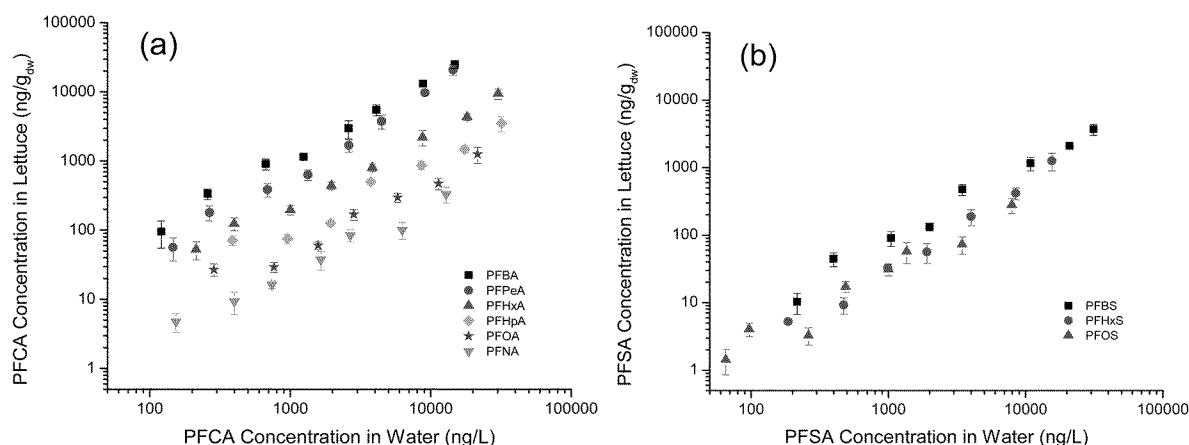 (a)
PFCA Concentration in Lettuce (ng/g_dw)
100000
10000
1000
100
10
1
PFBA
PFPeA
PFHxA
PFHpA
PFOA
PFNA
100
1000
10000
100000
PFCA Concentration in Water (ng/L)
(b)
PFSA Concentration in Lettuce (ng/g_dw)
100000
10000
1000
100
10
1
PFBS
PFHxS
PFOS
100
1000
10000
100000
PFSA Concentration in Water (ng/L)